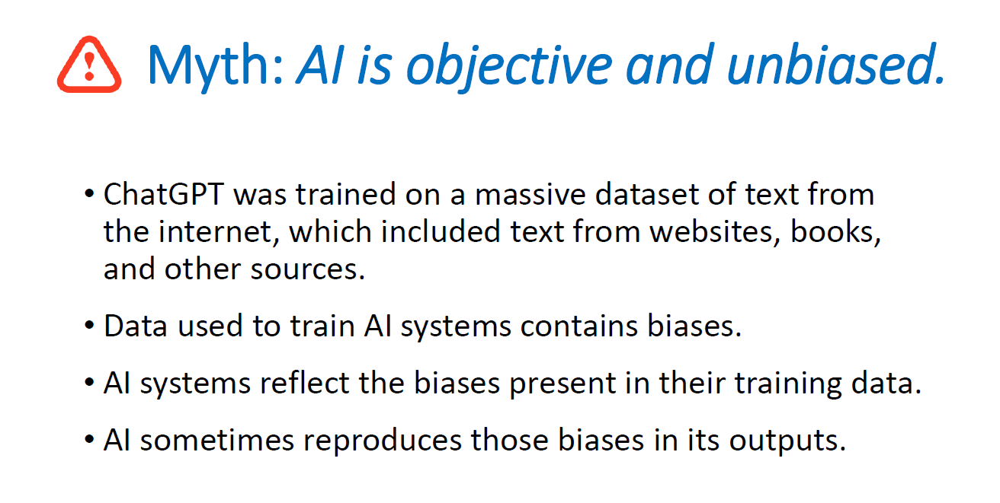 Myth: AI is objective and unbiased.
• ChatGPT was trained on a massive dataset of text from
the internet, which included text from websites, books,
and other sources.
• Data used to train AI systems contains biases.
• AI systems reflect the biases present in their training data.
• AI sometimes reproduces those biases in its outputs.